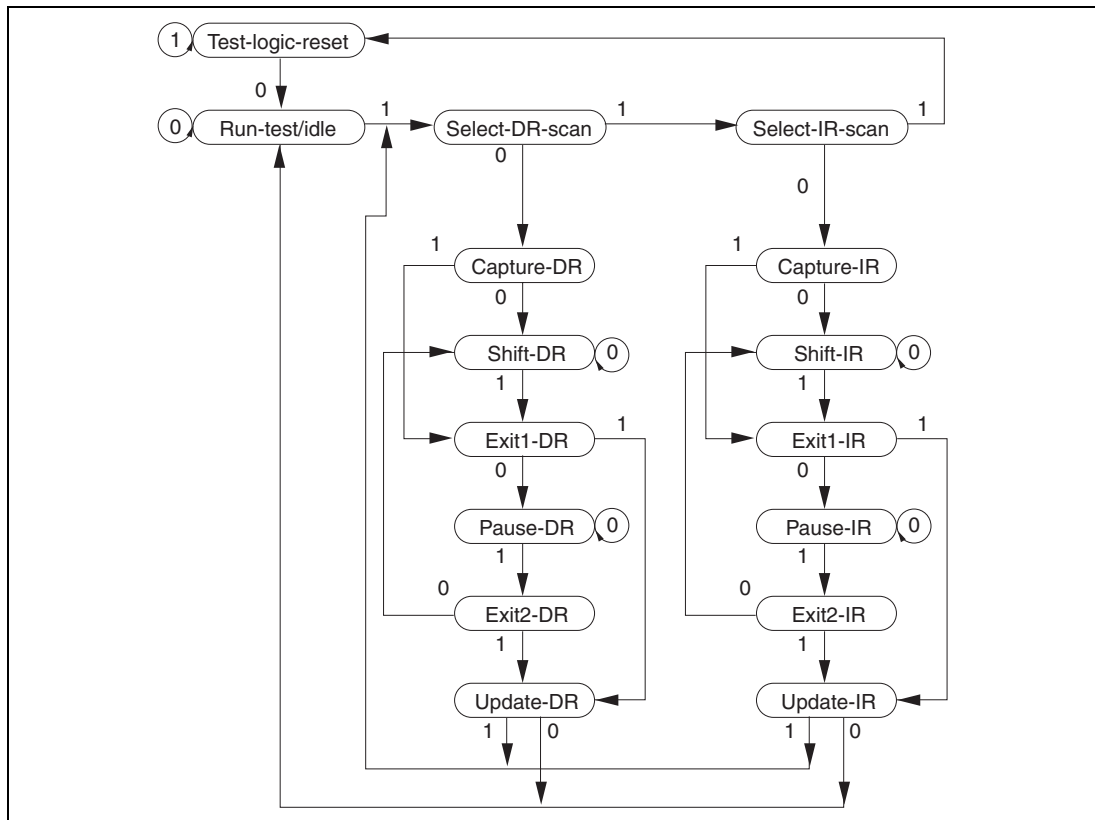 1 Test-logic-reset
0
0 Run-test/idle 1 Select-DR-scan 1 Select-IR-scan 1
0 0
1 Capture-DR 1 Capture-IR
0 0
Shift-DR 0 Shift-IR 0
1 1
Exit1-DR 1 Exit1-IR 1
0 0
Pause-DR 0 Pause-IR 0
1 1
0 Exit2-DR 0 Exit2-IR
1 1
Update-DR Update-IR
1 0 1 0